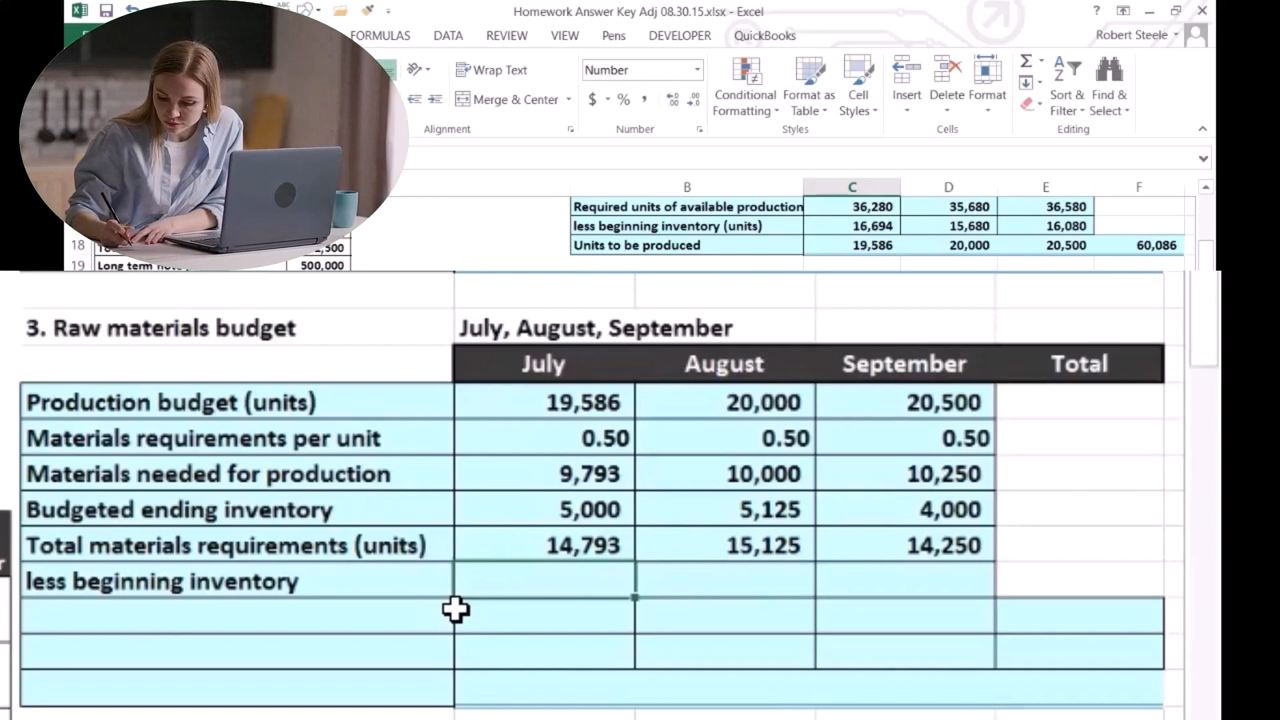 Homework Answer Key Adj 08.30.15.xlsx - Excel
FORMULAS DATA REVIEW VIEW Pens DEVELOPER QuickBooks Robert Steele
Wrap Text Number
Merge & Center $ % ,
Conditional Formatting Format as Table Cell Styles Insert Delete Format Sort & Filter Find & Select
Alignment Number Styles Cells Editing
B C D E F
Required units of available production 36,280 35,680 36,580
less beginning inventory (units) 16,694 15,680 16,080
18
Units to be produced 19,586 20,000 20,500 60,086
19 500,000
3. Raw materials budget July, August, September
July August September Total
Production budget (units) 19,586 20,000 20,500
Materials requirements per unit 0.50 0.50 0.50
Materials needed for production 9,793 10,000 10,250
Budgeted ending inventory 5,000 5,125 4,000
Total materials requirements (units) 14,793 15,125 14,250
less beginning inventory